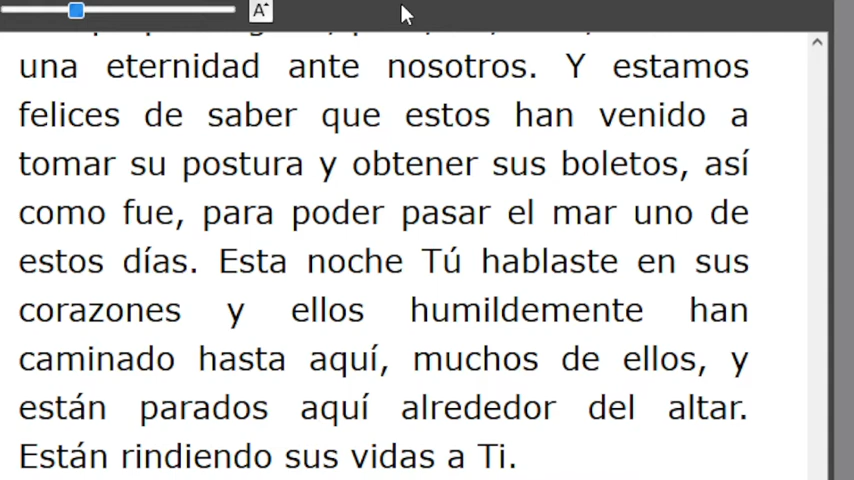 A
una eternidad ante nosotros. Y estamos
felices de saber que estos han venido a
tomar su postura y obtener sus boletos, así
como fue, para poder pasar el mar uno de
estos días. Esta noche Tú hablaste en sus
corazones y ellos humildemente han
caminado hasta aquí, muchos de ellos, y
están parados aquí alrededor del altar.
Están rindiendo sus vidas a Ti.